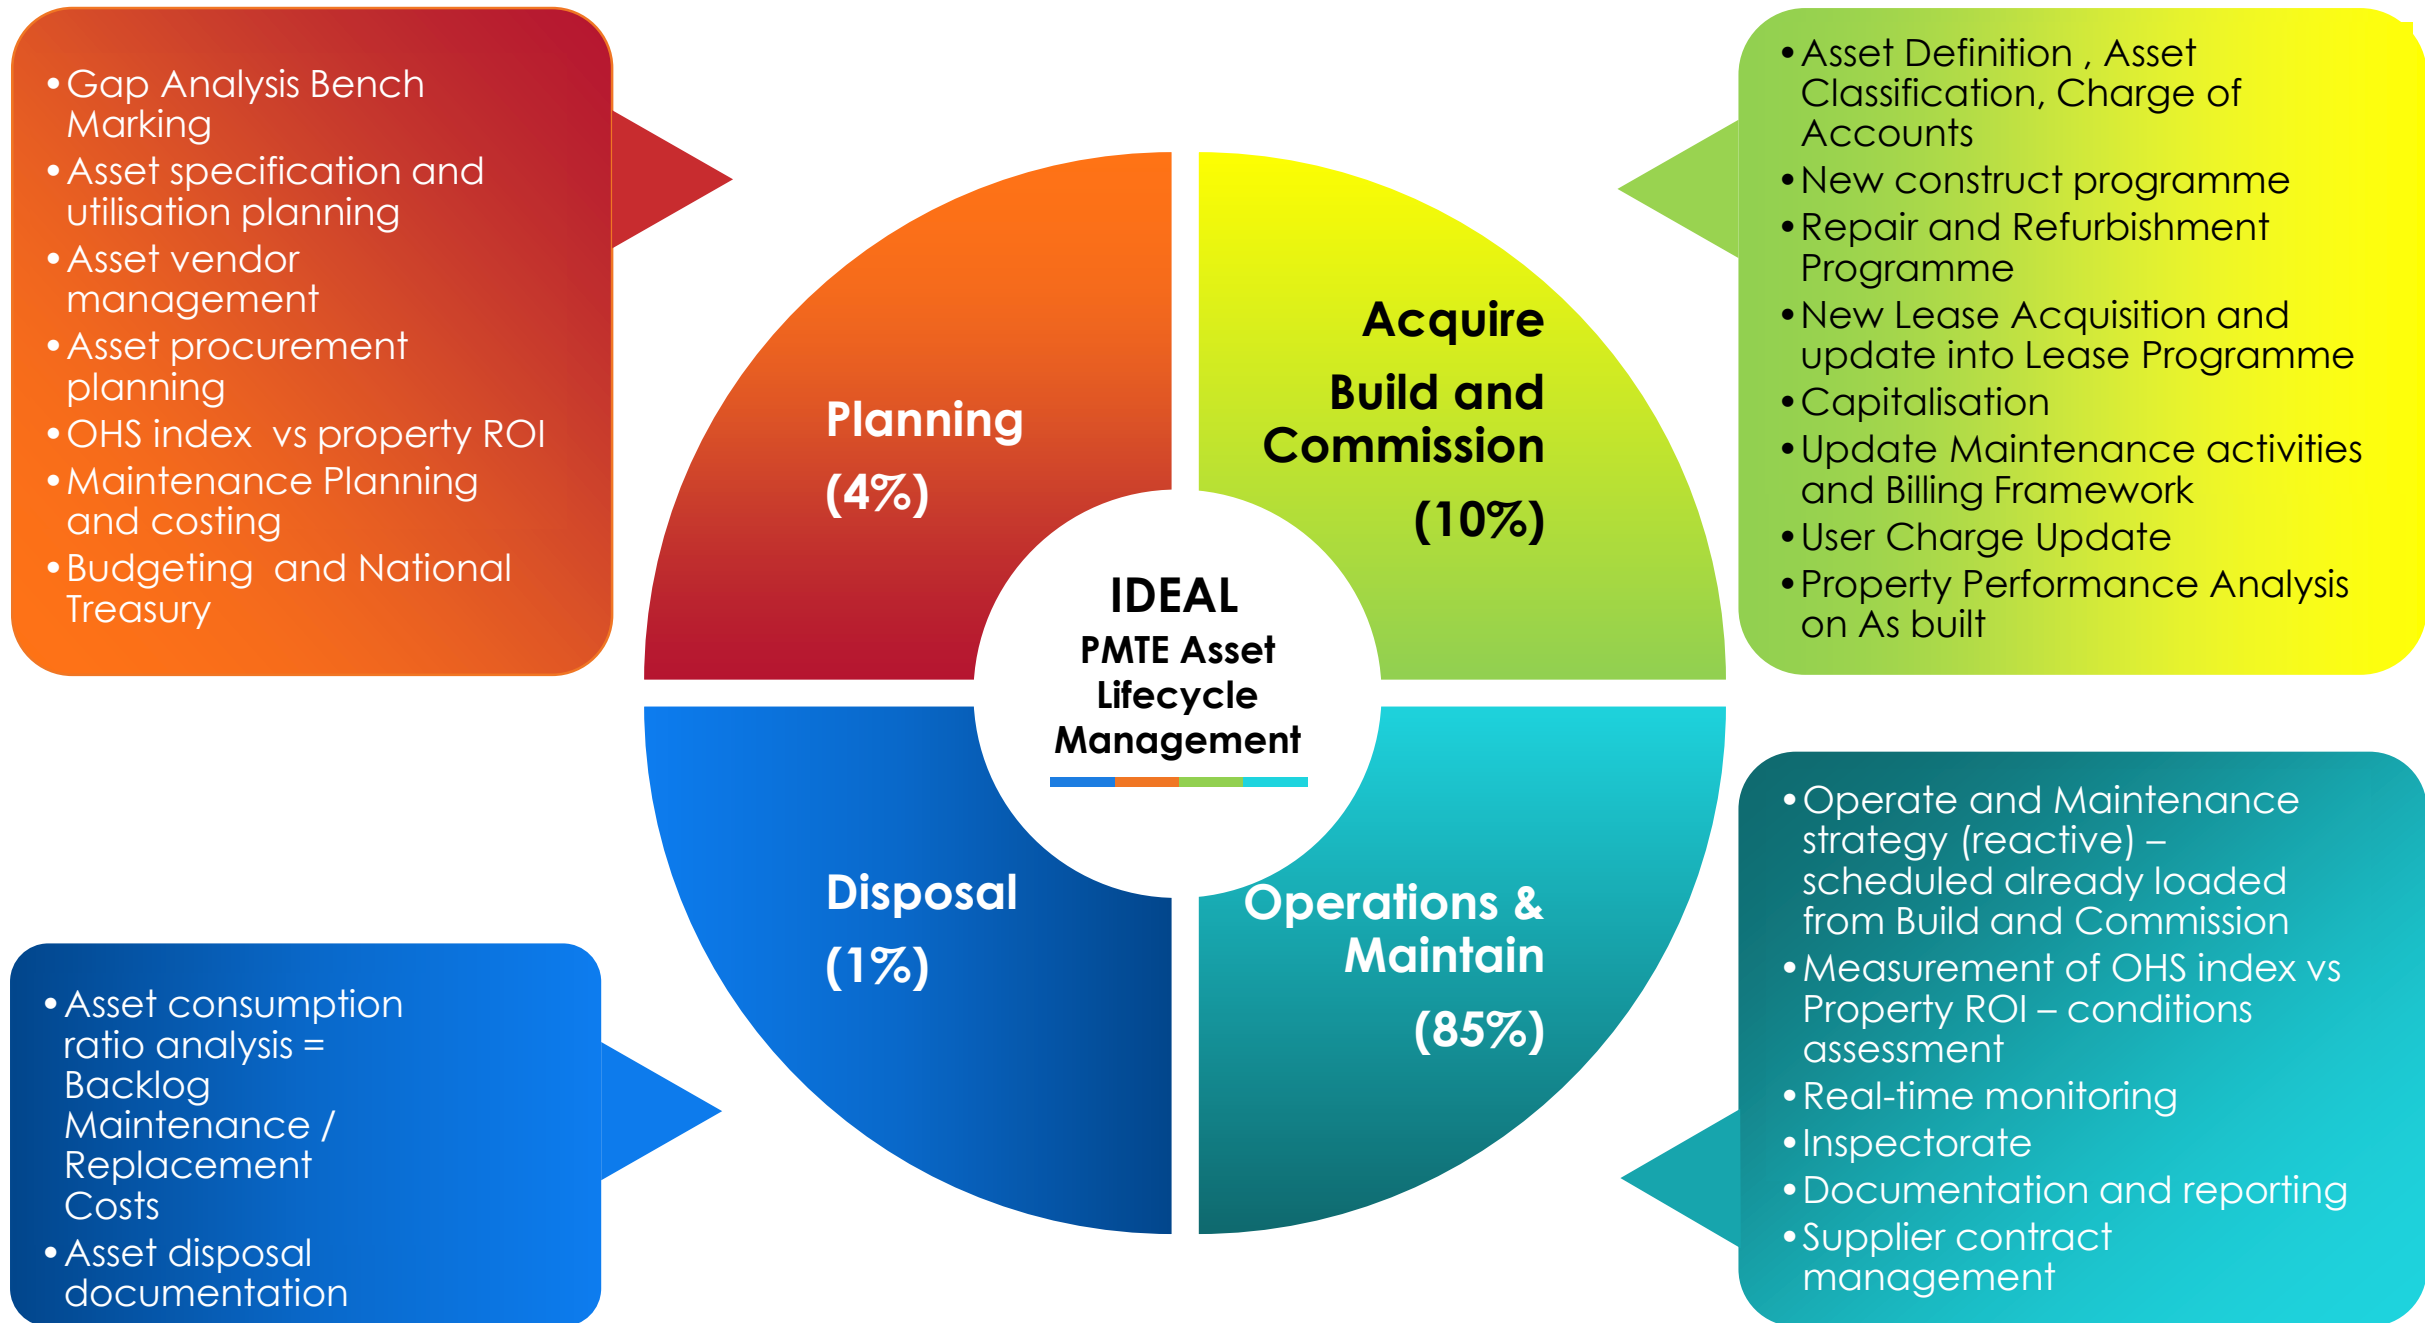 •Gap Analysis Bench
Marking
•Asset specification and
utilisation planning
•Asset vendor
management
•Asset procurement
planning
•OHS index  vs property ROI
•Maintenance Planning
and costing
•Budgeting  and National
Treasury
Planning
(4%)
Acquire
Build and
Commission
(10%)
•Asset Definition , Asset
Classification, Charge of
Accounts
•New construct programme
•Repair and Refurbishment
Programme
•New Lease Acquisition and
update into Lease Programme
•Capitalisation
•Update Maintenance activities
and Billing Framework
•User Charge Update
•Property Performance Analysis
on As built
IDEAL
PMTE Asset
Lifecycle
Management
•Asset consumption
ratio analysis =
Backlog
Maintenance /
Replacement
Costs
•Asset disposal
documentation
Disposal
(1%)
Operations &
Maintain
(85%)
•Operate and Maintenance
strategy (reactive) –
scheduled already loaded
from Build and Commission
•Measurement of OHS index vs
Property ROI – conditions
assessment
•Real-time monitoring
•Inspectorate
•Documentation and reporting
•Supplier contract
management